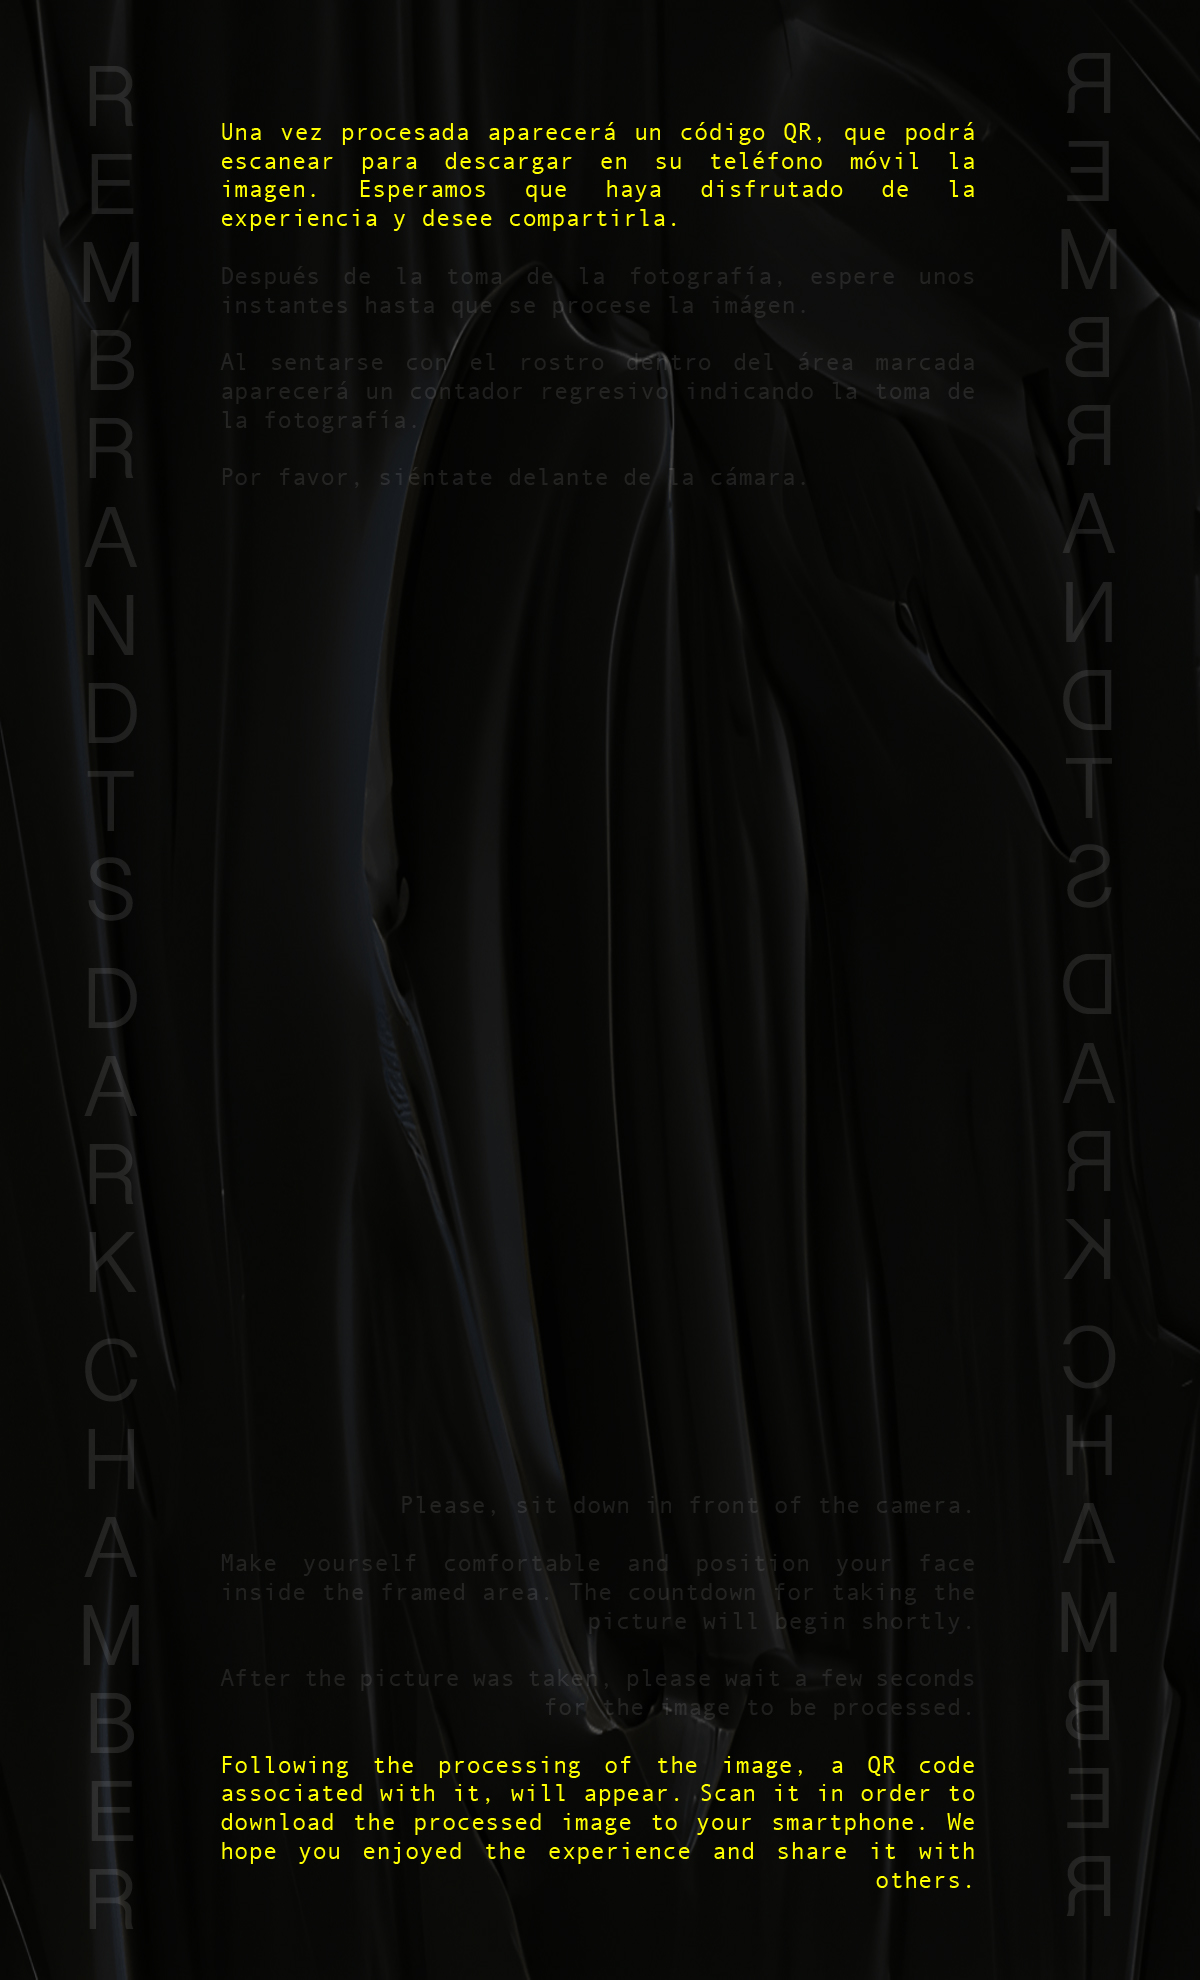 REMBRANDTS DARK CHAMBER
Una vez procesada aparecerá un código QR, que podrá
escanear para descargar en su teléfono móvil la
imagen. Esperamos que haya disfrutado de la
experiencia y desee compartirla.
Después de la toma de la fotografía, espere unos
instantes hasta que se procese la imágen.
Al sentarse con el rostro dentro del área marcada
aparecerá un contador regresivo indicando la toma de
la fotografía.
Por favor, siéntate delante de la cámara.
Please, sit down in front of the camera.
Make yourself comfortable and position your face
inside the framed area. The countdown for taking the
picture will begin shortly.
After the picture was taken, please wait a few seconds
for the image to be processed.
Following the processing of the image, a QR code
associated with it, will appear. Scan it in order to
download the processed image to your smartphone. We
hope you enjoyed the experience and share it with
others.
REMBRANDTS DARK CHAMBER